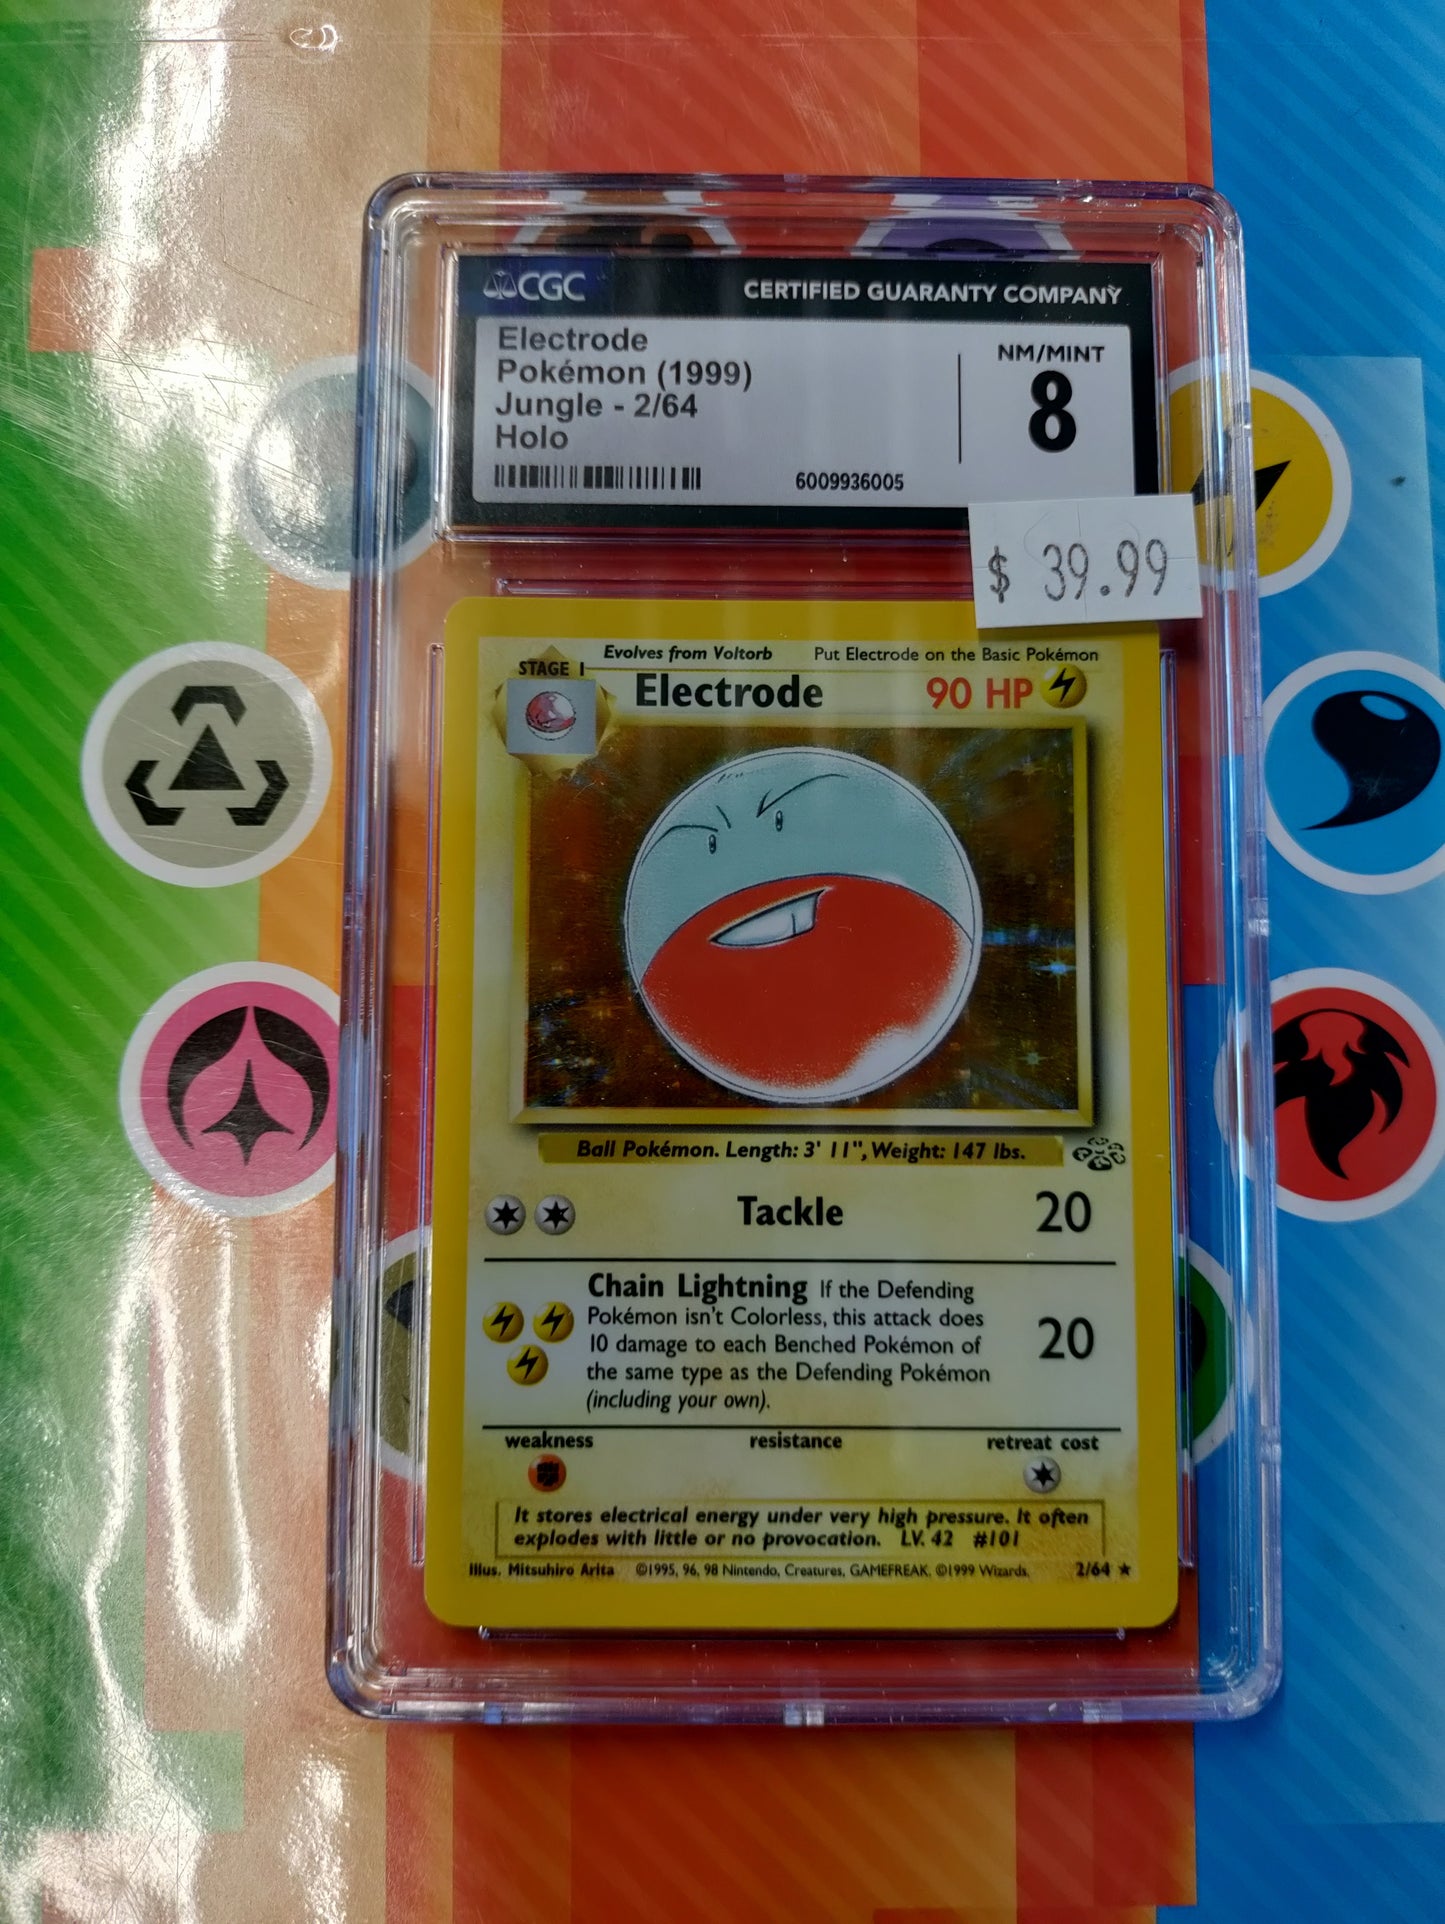 CGC CERTIFIED GUARANTY COMPANY
Electrode
Pokémon (1999)
Jungle - 2/64
Holo
NM/MINT
8
6009936005
$ 39.99
Evolves from Voltorb Put Electrode on the Basic Pokémon
STAGE 1
Electrode 90 HP
Ball Pokémon. Length: 3' 11", Weight: 147 lbs.
Tackle 20
Chain Lightning If the Defending
Pokémon isn't Colorless, this attack does
10 damage to each Benched Pokémon of
the same type as the Defending Pokémon
(including your own).
20
weakness resistance retreat cost
It stores electrical energy under very high pressure. It often
explodes with little or no provocation. LV. 42 #101
Illus. Mitsuhiro Arita ©1995, 96, 98 Nintendo, Creatures, GAMEFREAK. ©1999 Wizards. 2/64 ★